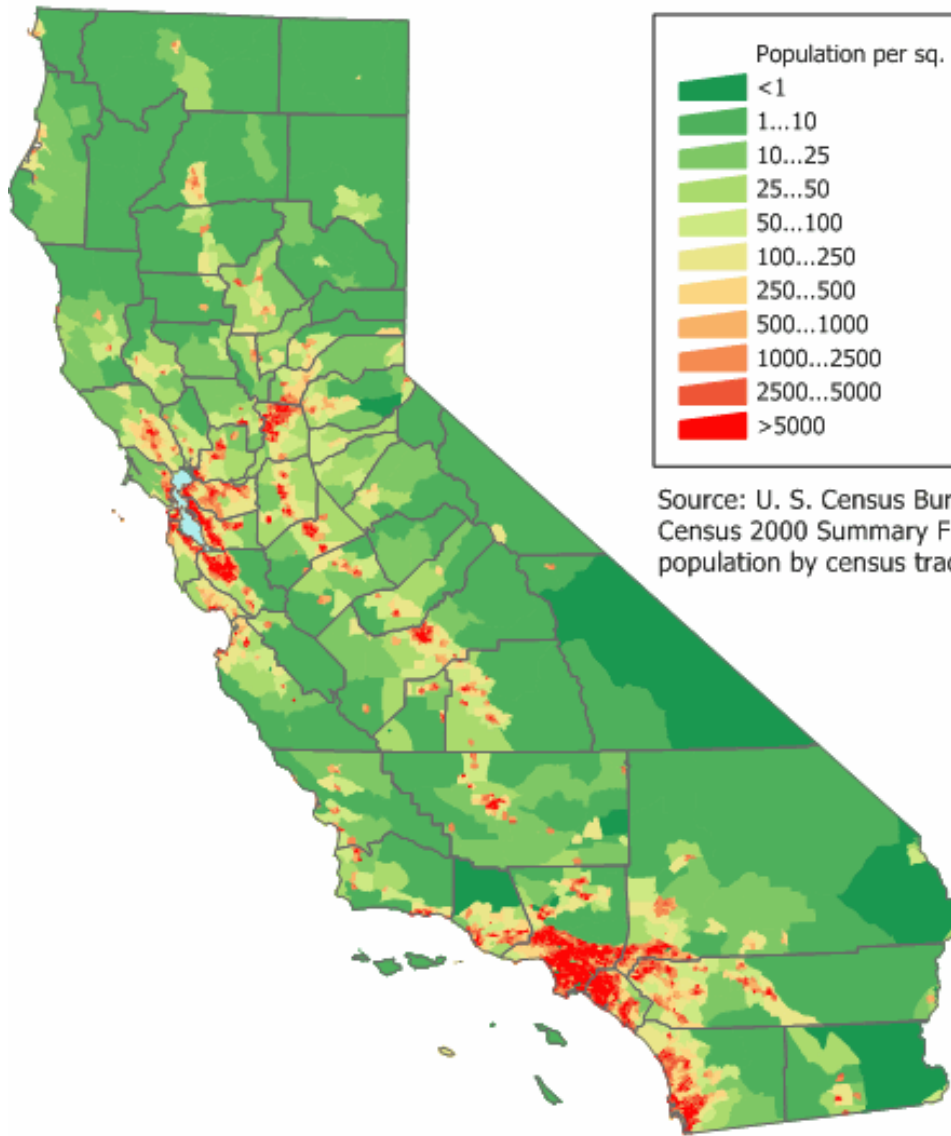 Population per sq.
<1
1...10
10...25
25...50
50...100
100...250
250...500
500...1000
1000...2500
2500...5000
>5000
Source: U. S. Census Bur
Census 2000 Summary F
population by census trac